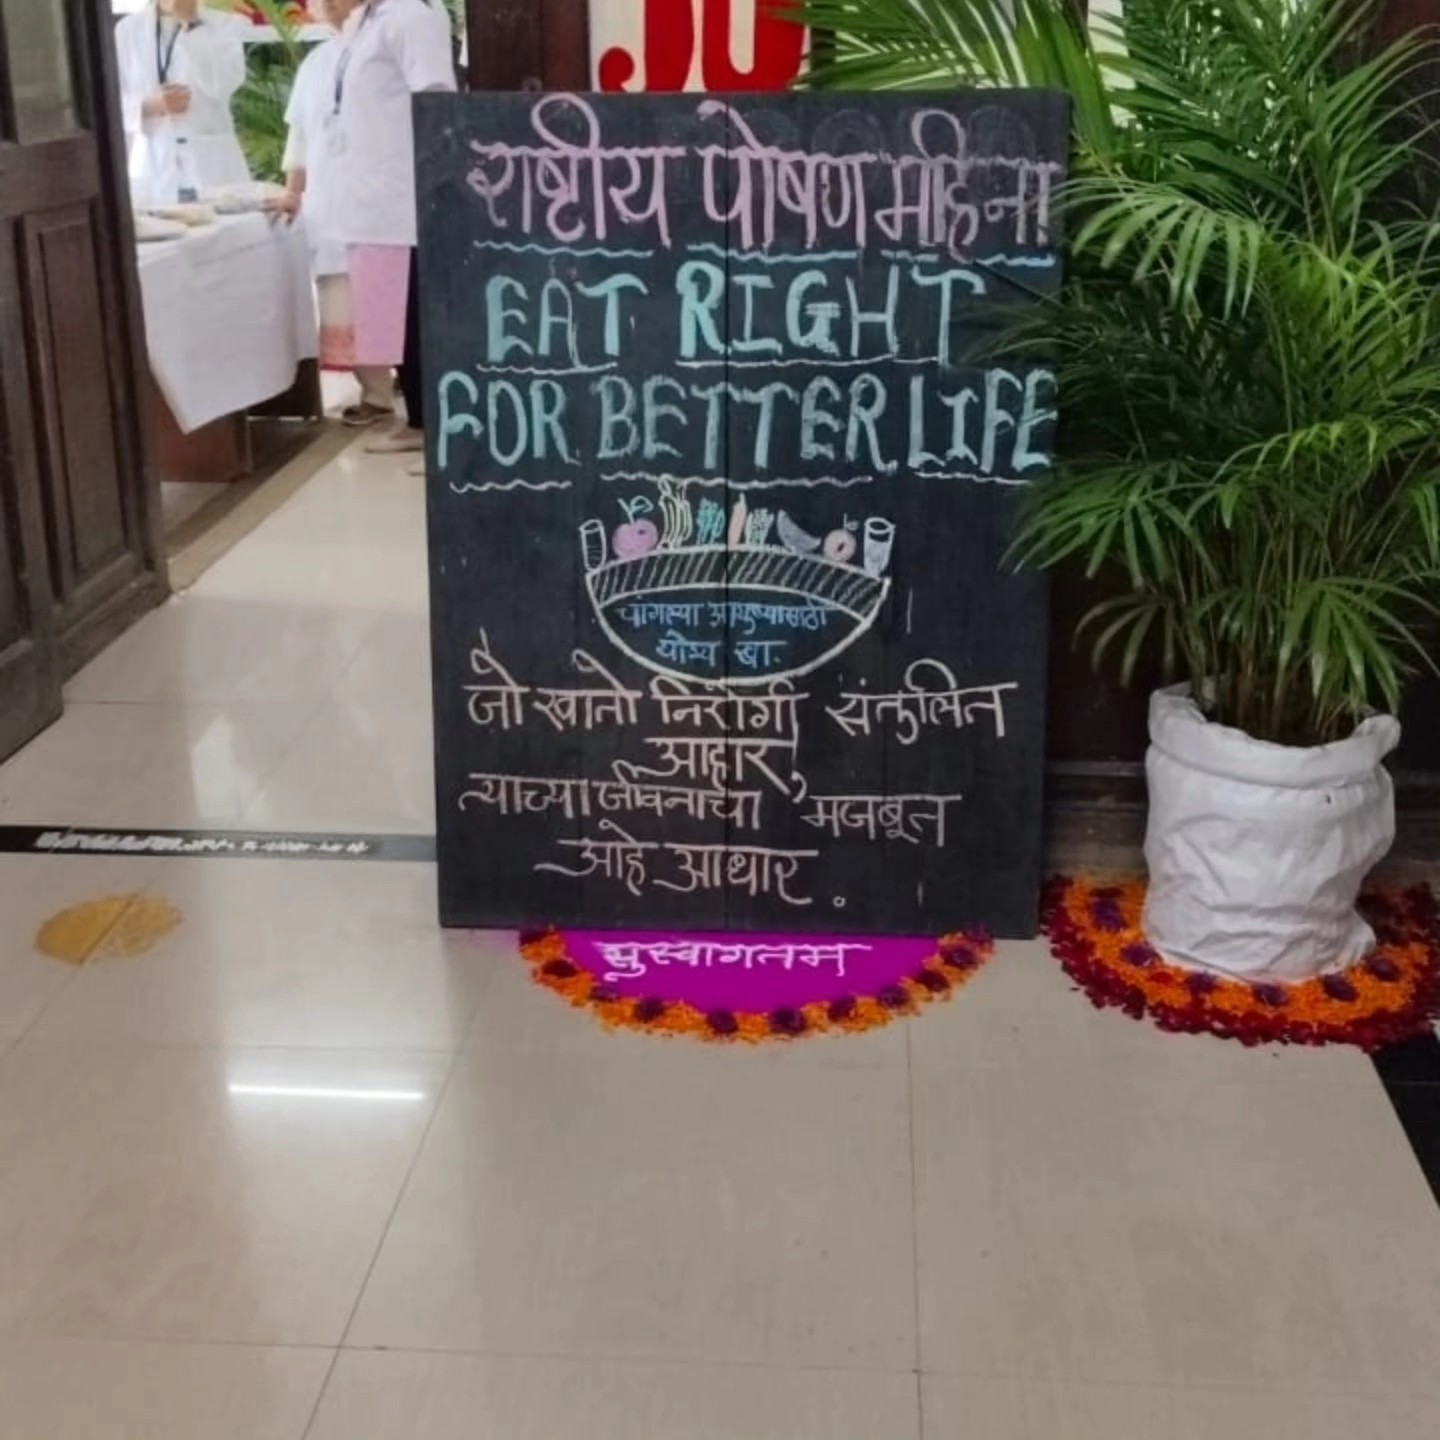 राष्ट्रीय पोषण महिना
EAT RIGHT
FOR BETTER LIFE
चांगल्या आयुष्यासाठी
योग्य खा.
जो खातो निरोगी संतुलित
आहार,
त्याच्या जीवनाचा मजबूत
आहे आधार.
सुस्वागतम